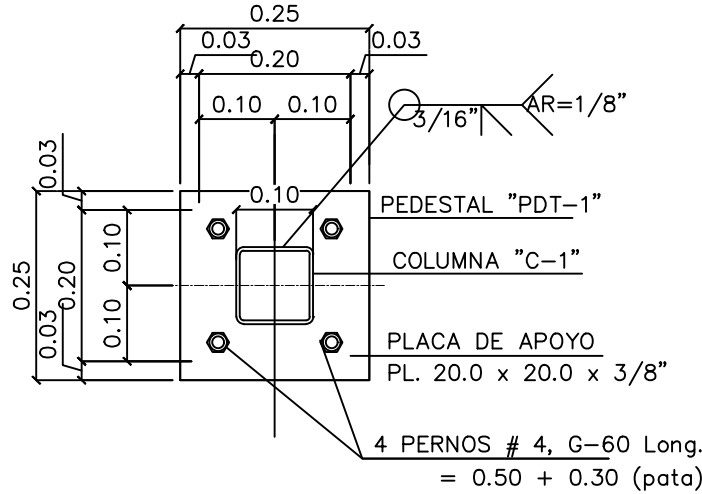 0.25
0.03 0.20 0.03
0.10 0.10
3/16” AR=1/8”
0.03
0.10
PEDESTAL "PDT-1"
0.25
0.20
0.10
COLUMNA "C-1"
0.03
0.10
PLACA DE APOYO
PL. 20.0 x 20.0 x 3/8”
4 PERNOS # 4, G-60 Long.
= 0.50 + 0.30 (pata)